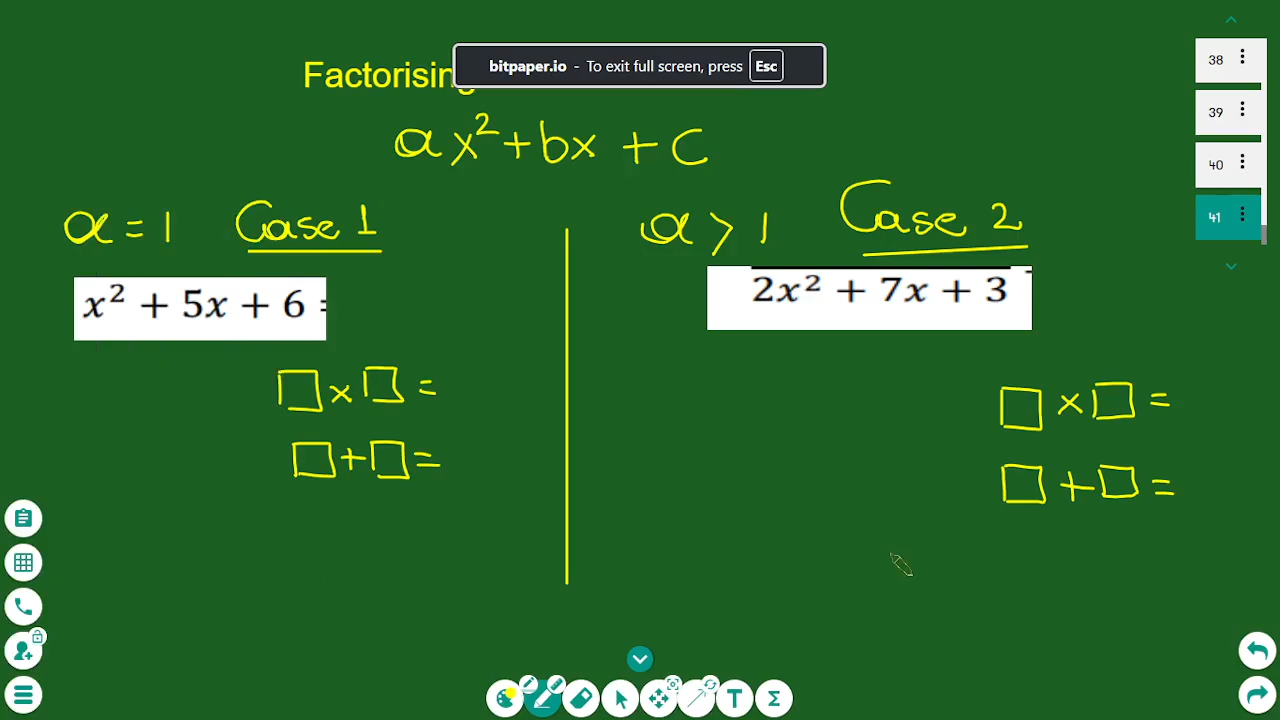 Factorising
bitpaper.io - To exit full screen, press Esc
ax² + bx + c
a = 1 Case 1
x² + 5x + 6 =
□ x □ =
□ + □ =
a > 1 Case 2
2x² + 7x + 3
□ x □ =
□ + □ =
38
39
40
41
T
Σ